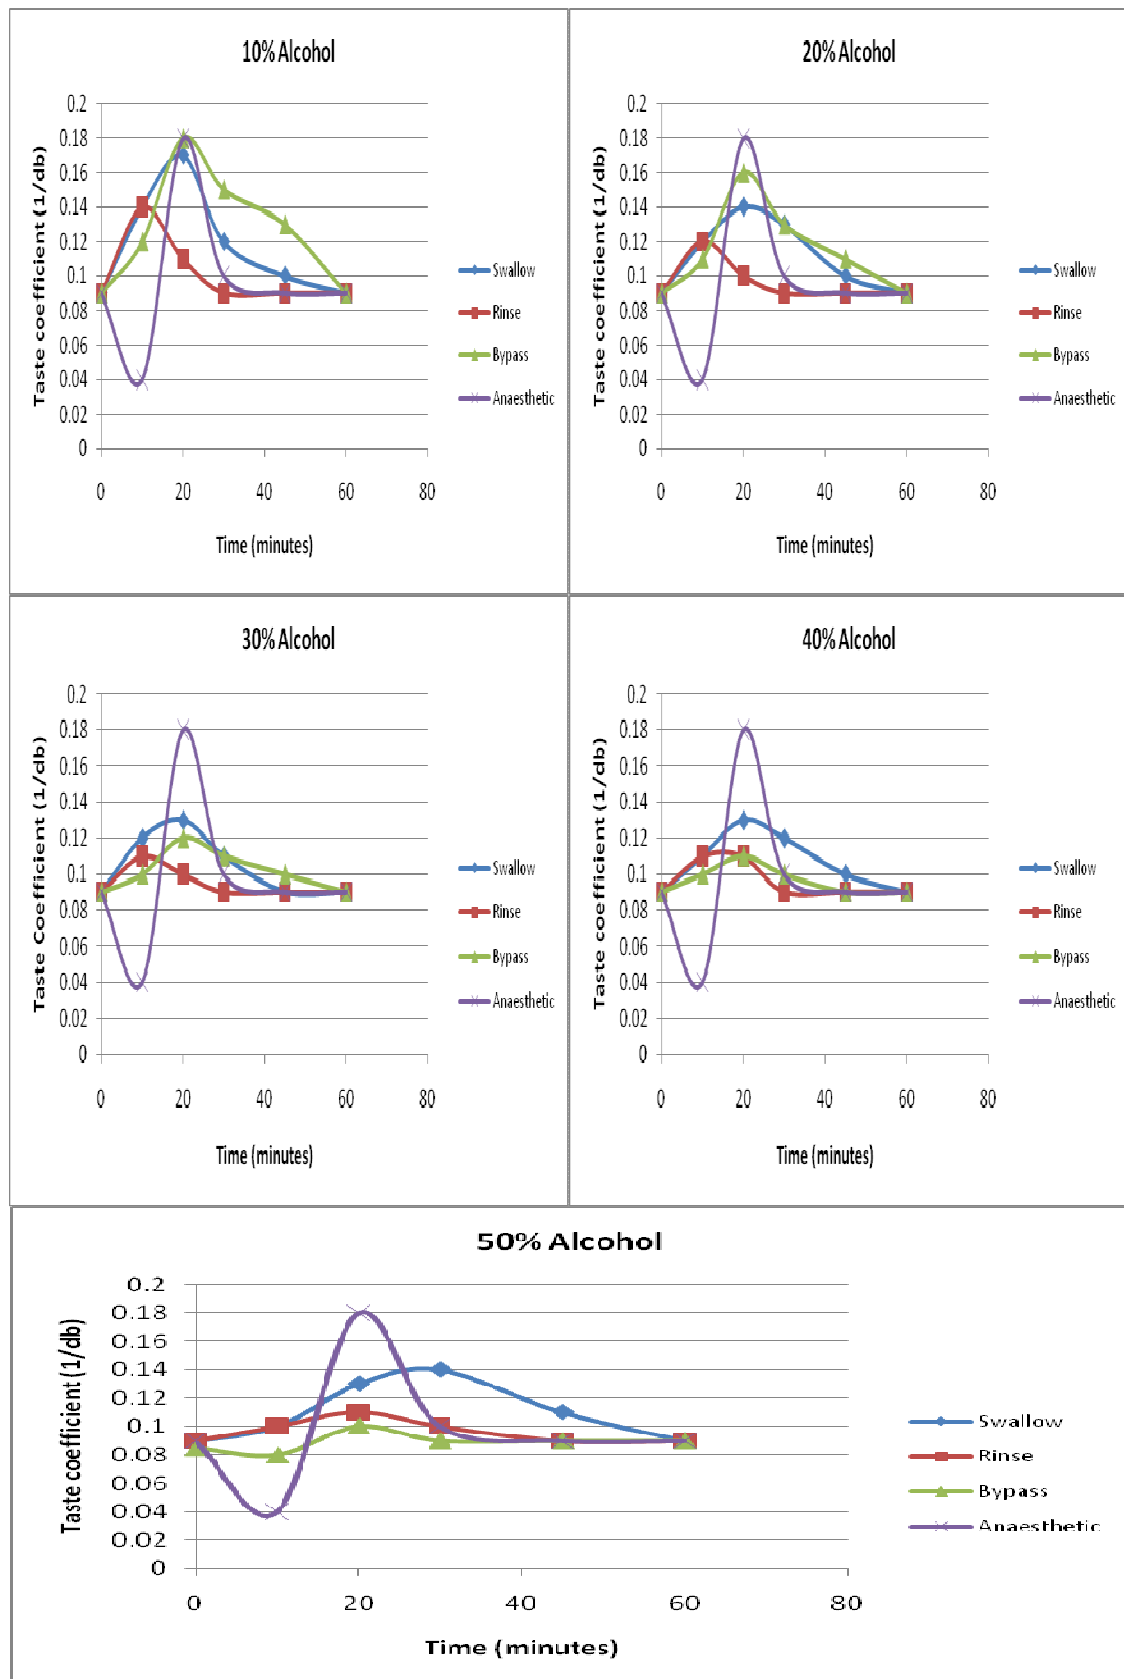 10% Alcohol
Taste coefficient (1/db)
0.2
0.18
0.16
0.14
0.12
0.1
0.08
0.06
0.04
0.02
0
0 20 40 60 80
Time (minutes)
Swallow
Rinse
Bypass
Anaesthetic
20% Alcohol
Taste coefficient (1/db)
0.2
0.18
0.16
0.14
0.12
0.1
0.08
0.06
0.04
0.02
0
0 20 40 60 80
Time (minutes)
Swallow
Rinse
Bypass
Anaesthetic
30% Alcohol
Taste Coefficient (1/db)
0.2
0.18
0.16
0.14
0.12
0.1
0.08
0.06
0.04
0.02
0
0 20 40 60 80
Time (minutes)
Swallow
Rinse
Bypass
Anaesthetic
40% Alcohol
Taste coefficient (1/db)
0.2
0.18
0.16
0.14
0.12
0.1
0.08
0.06
0.04
0.02
0
0 20 40 60 80
Time (minutes)
Swallow
Rinse
Bypass
Anaesthetic
50% Alcohol
Taste coefficient (1/db)
0.2
0.18
0.16
0.14
0.12
0.1
0.08
0.06
0.04
0.02
0
0 20 40 60 80
Time (minutes)
Swallow
Rinse
Bypass
Anaesthetic